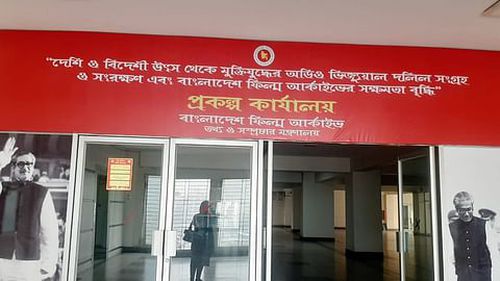 "দেশি ও বিদেশী উৎস থেকে মুক্তিযুদ্ধের অডিও ভিজ্যুয়াল দলিল সংগ্রহ
ও সংরক্ষণ এবং বাংলাদেশ ফিল্ম আর্কাইভের সক্ষমতা বৃদ্ধি"
প্রকল্প কার্যালয়
বাংলাদেশ ফিল্ম আর্কাইভ
তথ্য ও সম্প্রচার মন্ত্রণালয়